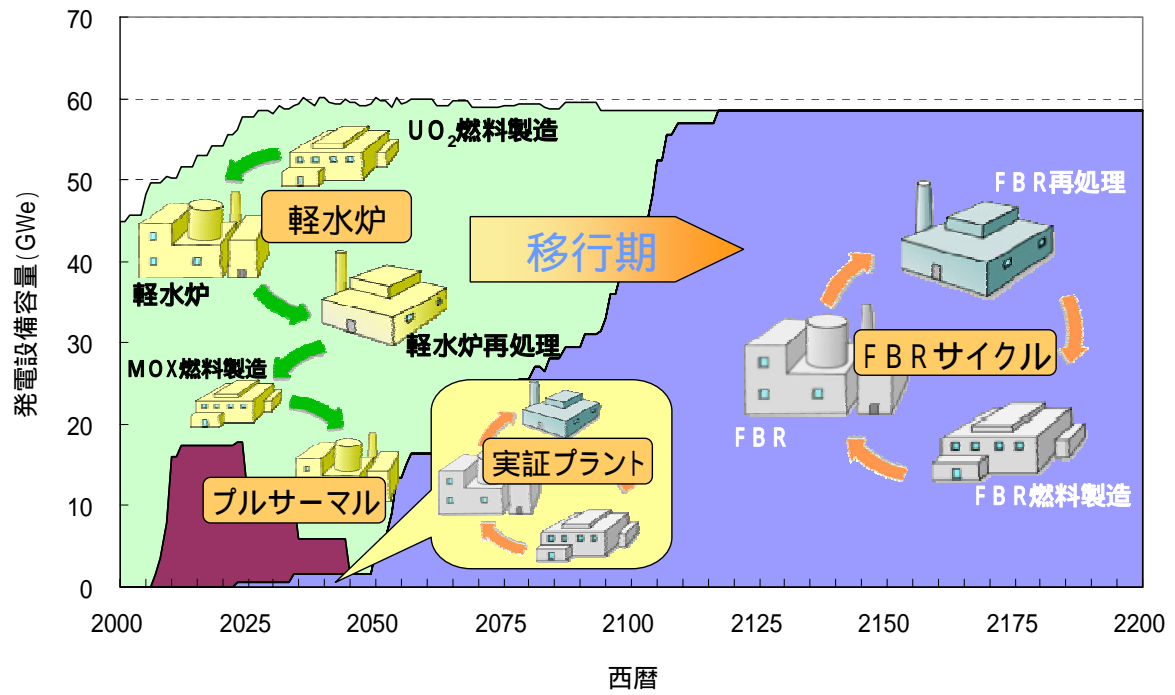 70
60
50
40
30
20
10
0
発電設備容量(GWe)
UO₂燃料製造
軽水炉
軽水炉
軽水炉再処理
MOX燃料製造
プルサーマル
移行期
実証プラント
FBR再処理
FBRサイクル
FBR
FBR燃料製造
2000 2025 2050 2075 2100 2125 2150 2175 2200
西暦